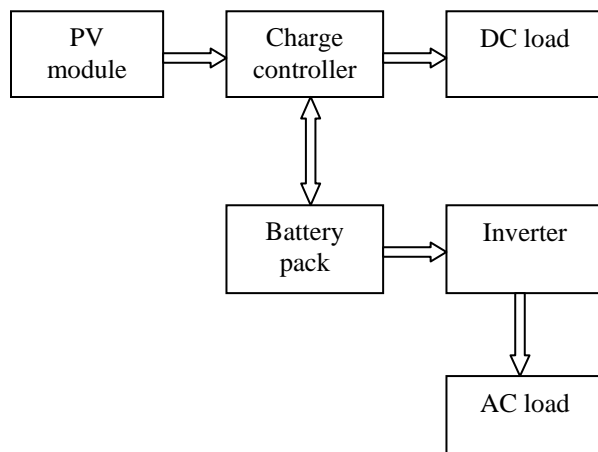 PV
module
Charge
controller
DC load
Battery
pack
Inverter
AC load